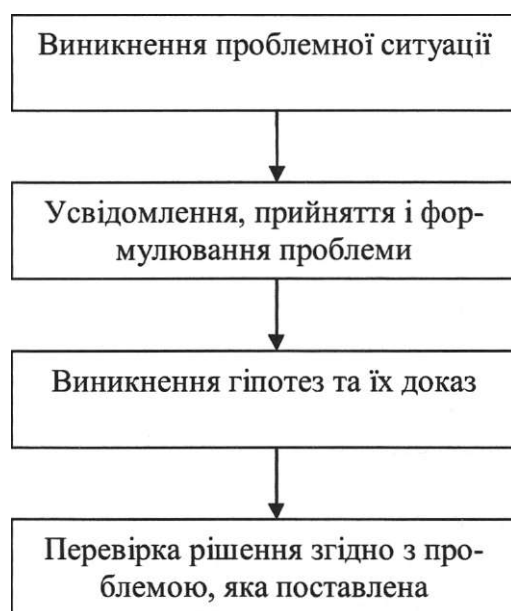 Виникнення проблемної ситуації
Усвідомлення, прийняття і фор-
мулювання проблеми
Виникнення гіпотез та їх доказ
Перевірка рішення згідно з про-
блемою, яка поставлена